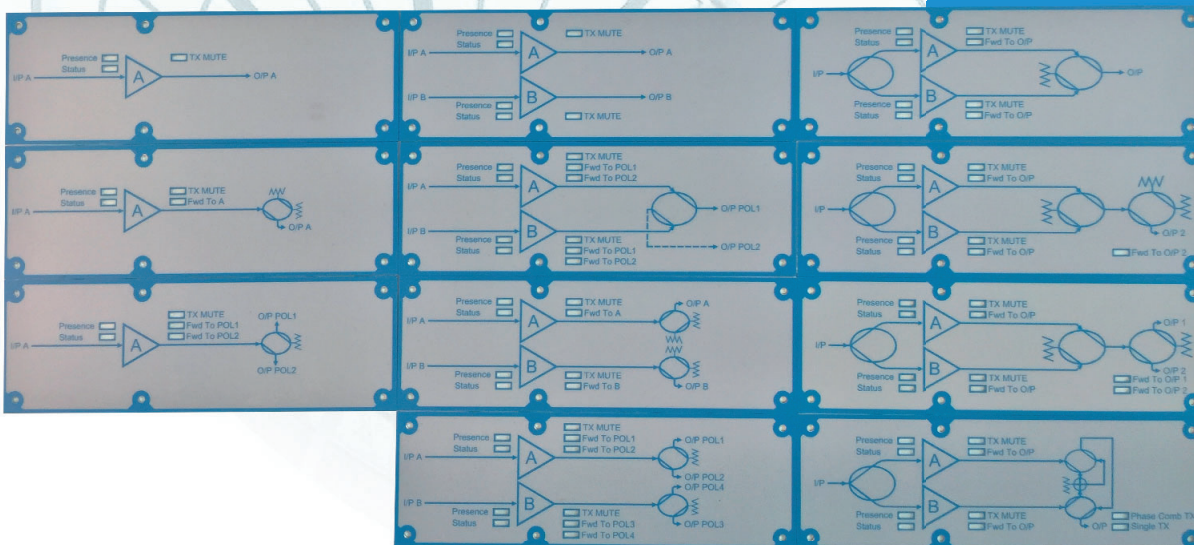 Presence
Status
TX MUTE
I/P A
A
O/P A
I/P A
Presence
Status
TX MUTE
A
O/P A
I/P B
B
O/P B
Presence
Status
TX MUTE
Presence
Status
TX MUTE
Fwd To O/P
A
I/P
O/P
B
Presence
Status
TX MUTE
Fwd To O/P
Presence
Status
TX MUTE
Fwd To A
I/P A
A
O/P A
TX MUTE
Presence
Fwd To POL1
Status
Fwd To POL2
I/P A
A
O/P POL1
I/P B
B
O/P POL2
Presence
Status
TX MUTE
Fwd To POL1
Fwd To POL2
Presence
Status
TX MUTE
Fwd To O/P
A
I/P
B
O/P 2
Presence
Status
TX MUTE
Fwd To O/P
Fwd To O/P 2
TX MUTE
O/P POL1
Presence
Fwd To POL1
Status
Fwd To POL2
I/P A
A
O/P POL2
Presence
Status
TX MUTE
Fwd To A
O/P A
I/P A
A
I/P B
B
O/P B
Presence
Status
TX MUTE
Fwd To B
Presence
Status
TX MUTE
Fwd To O/P
O/P 1
A
I/P
B
O/P 2
Presence
Status
TX MUTE
Fwd To O/P
Fwd To O/P 1
Fwd To O/P 2
TX MUTE
Presence
Fwd To POL1
Status
Fwd To POL2
O/P POL1
I/P A
A
O/P POL2
O/P POL4
I/P B
B
O/P POL3
Presence
Status
TX MUTE
Fwd To POL3
Fwd To POL4
Presence
Status
TX MUTE
Fwd To O/P
A
I/P
B
Presence
Status
TX MUTE
Fwd To O/P
O/P
Phase Comb TX
Single TX